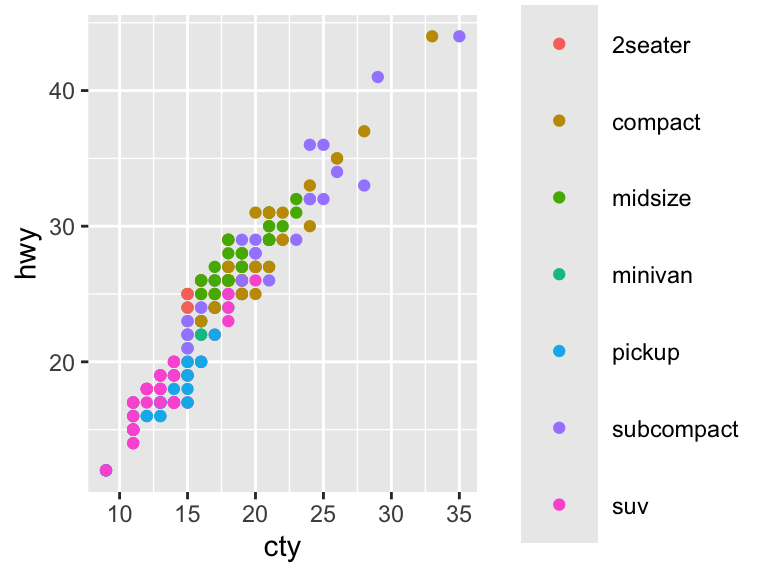 40
30
20
hwy
10 15 20 25 30 35
cty
2seater
compact
midsize
minivan
pickup
subcompact
suv